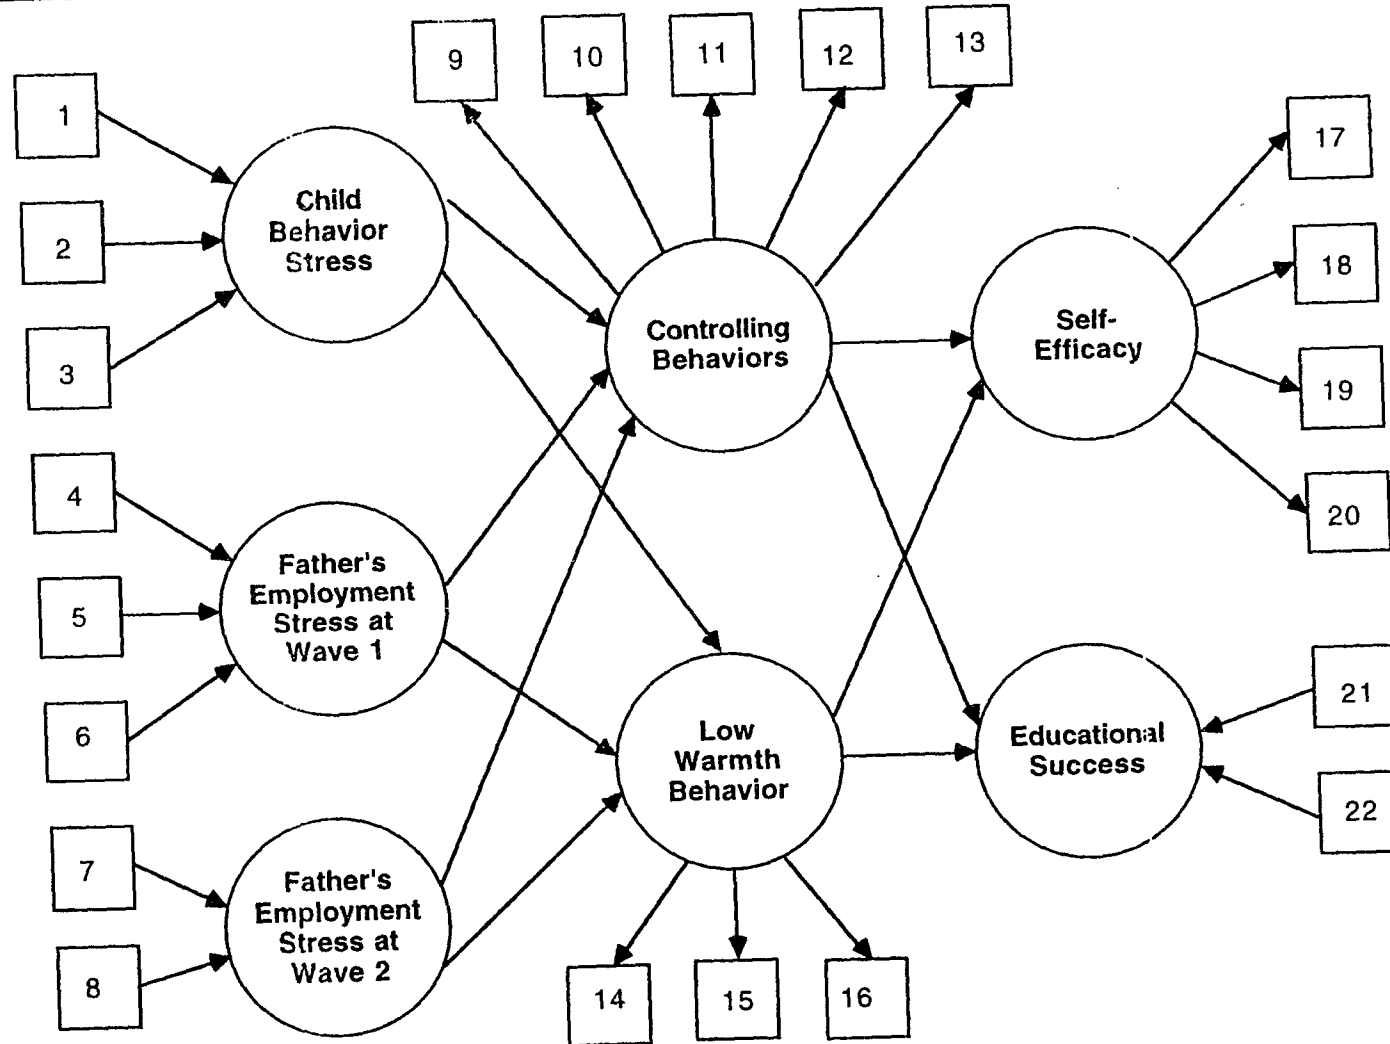 9
10
11
12
13
1
2
3
Child
Behavior
Stress
Controlling
Behaviors
Self-
Efficacy
17
18
19
20
4
5
6
Father's
Employment
Stress at
Wave 1
Low
Warmth
Behavior
Educational
Success
21
22
7
8
Father's
Employment
Stress at
Wave 2
14
15
16